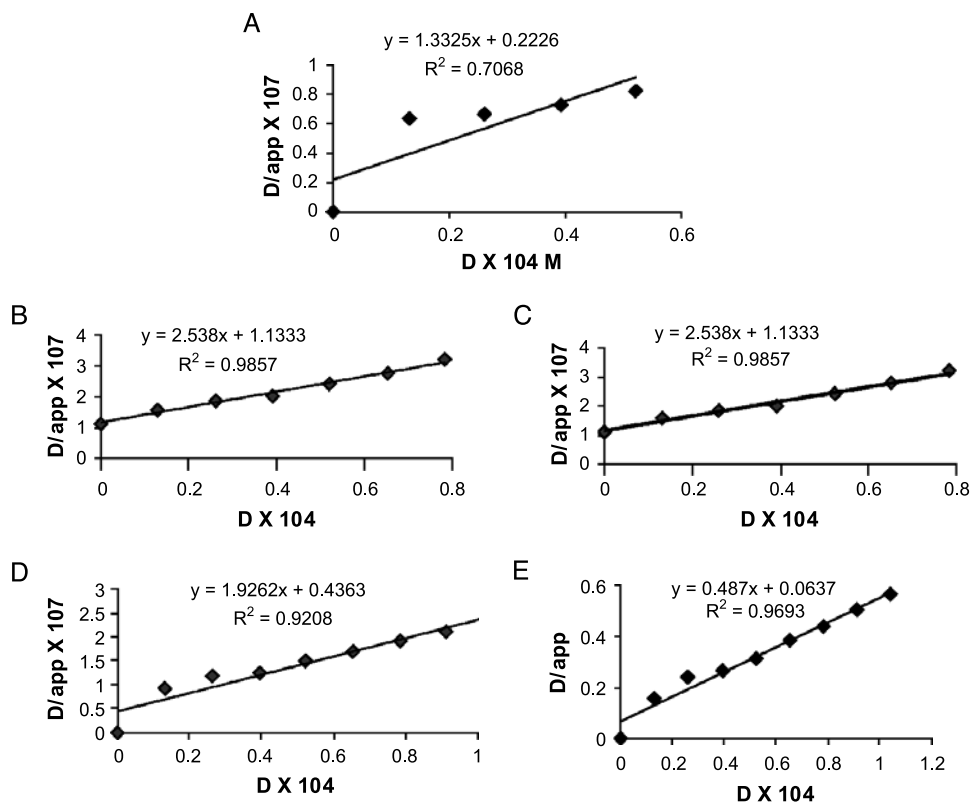 A
y = 1.3325x + 0.2226
R² = 0.7068
D/app X 107
1
0.8
0.6
0.4
0.2
0
0 0.2 0.4 0.6
D X 104 M
B
y = 2.538x + 1.1333
R² = 0.9857
D/app X 107
4
3
2
1
0
0 0.2 0.4 0.6 0.8
D X 104
C
y = 2.538x + 1.1333
R² = 0.9857
D/app X 107
4
3
2
1
0
0 0.2 0.4 0.6 0.8
D X 104
D
y = 1.9262x + 0.4363
R² = 0.9208
D/app X 107
3
2.5
2
1.5
1
0.5
0
0 0.2 0.4 0.6 0.8 1
D X 104
E
y = 0.487x + 0.0637
R² = 0.9693
D/app
0.6
0.4
0.2
0
0 0.2 0.4 0.6 0.8 1 1.2
D X 104